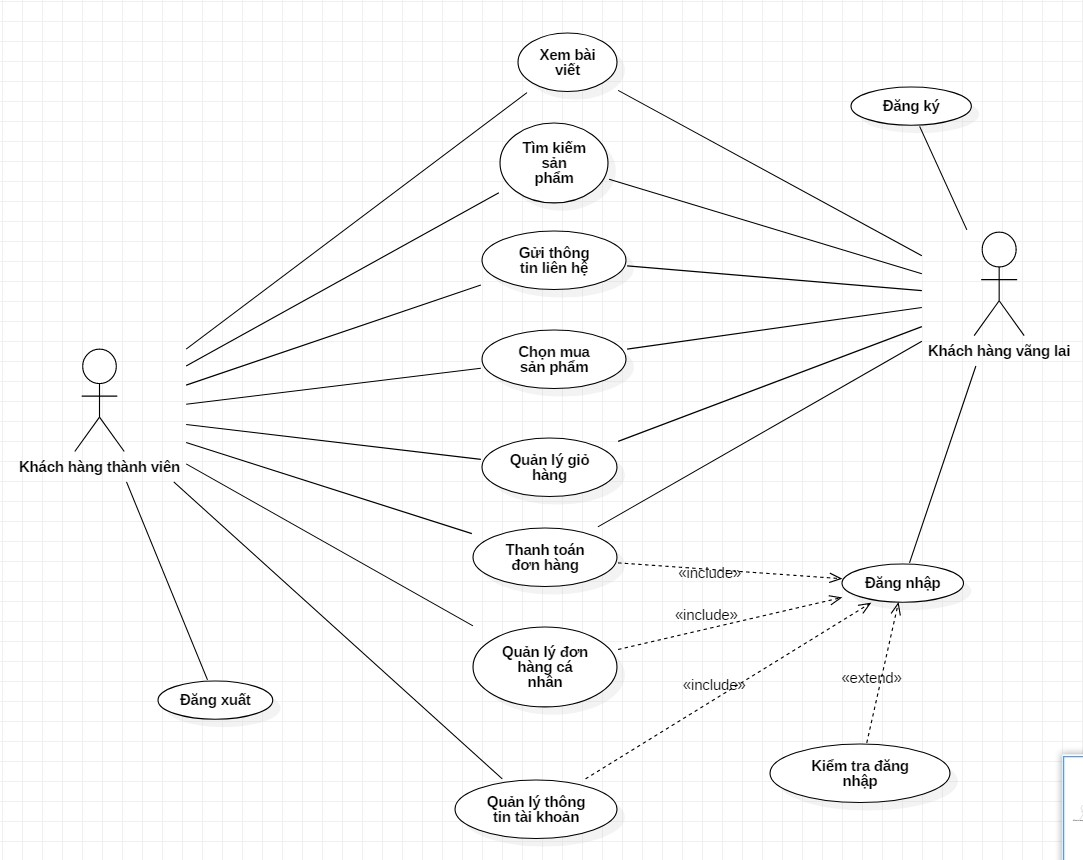 Xem bài
viết
Đăng ký
Tìm kiếm
sản
phẩm
Gửi thông
tin liên hệ
Chọn mua
sản phẩm
Khách hàng vãng lai
Khách hàng thành viên
Quản lý giỏ
hàng
Thanh toán
đơn hàng
«include»
Đăng nhập
«include»
Quản lý đơn
hàng cá
nhân
«include»
«extend»
Đăng xuất
Kiểm tra đăng
nhập
Quản lý thông
tin tài khoản